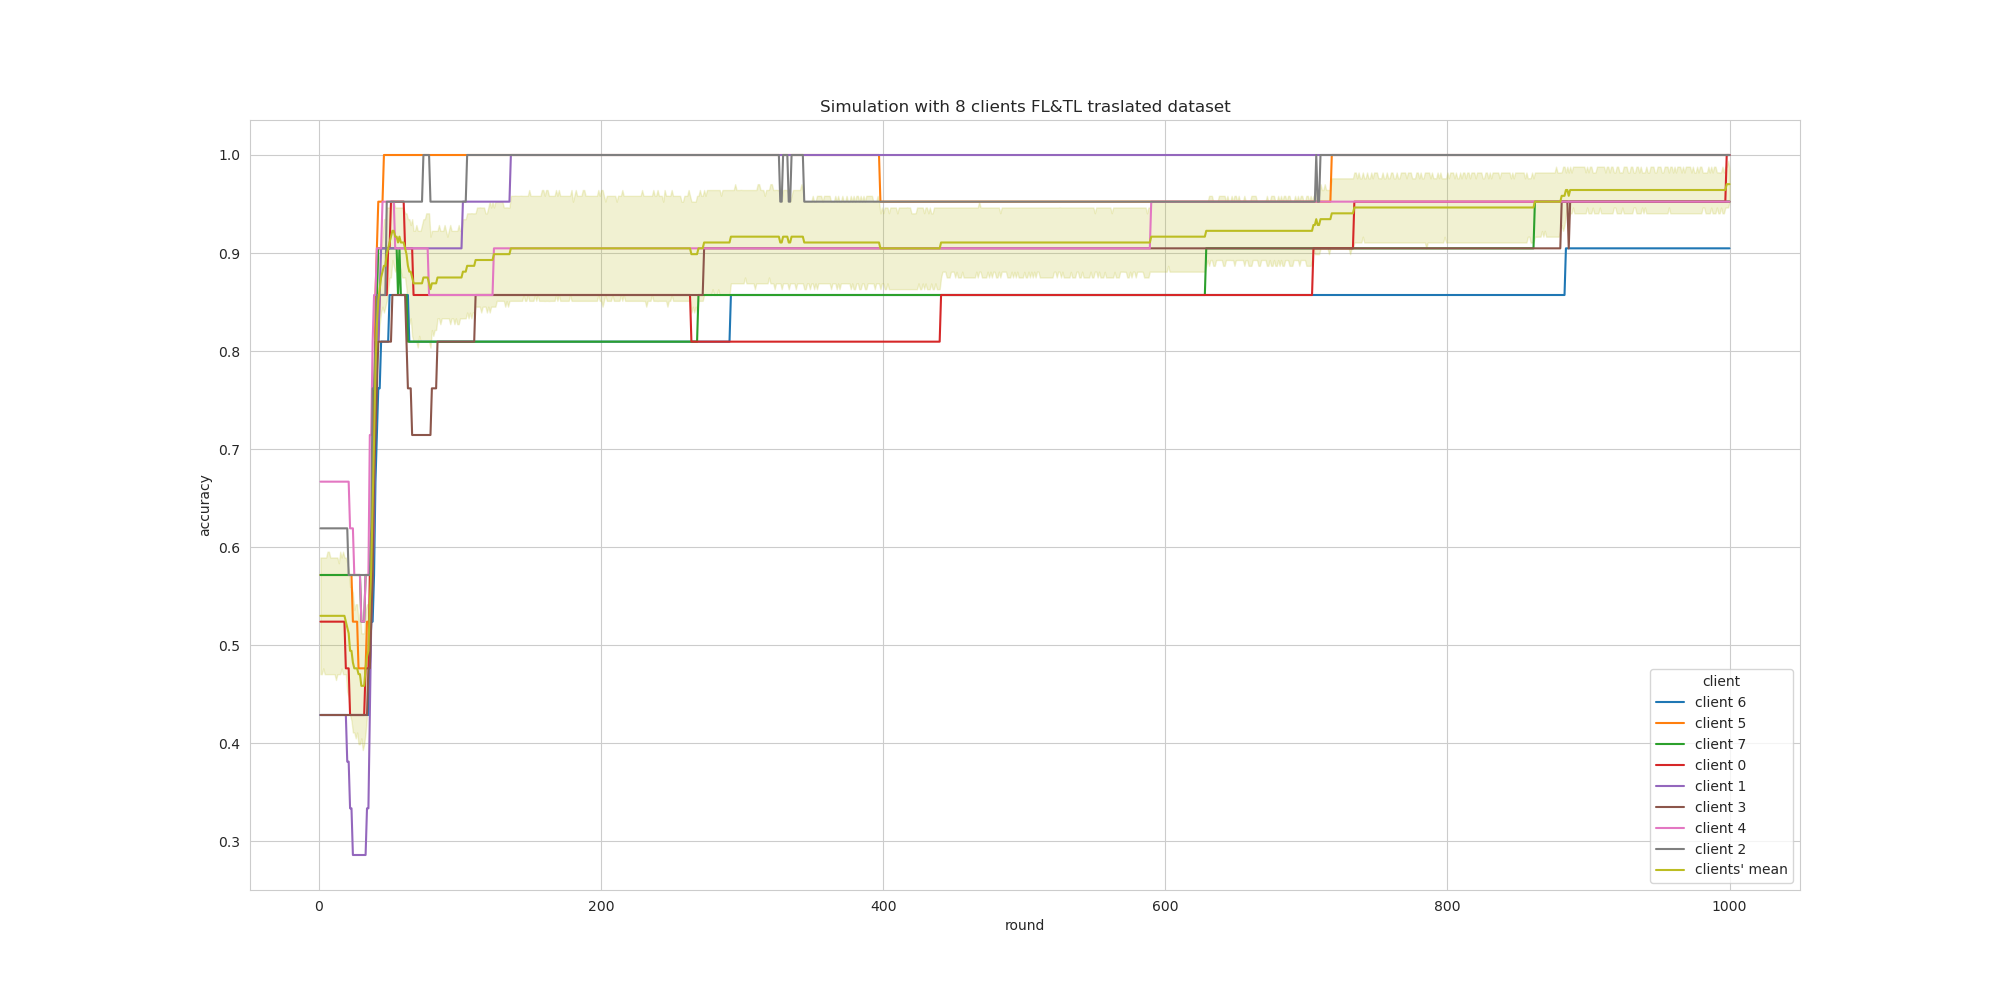 Simulation with 8 clients FL&TL traslated dataset
1.0
0.9
0.8
0.7
0.6
0.5
0.4
0.3
accuracy
0
200
400
600
800
1000
round
client
client 6
client 5
client 7
client 0
client 1
client 3
client 4
client 2
clients' mean